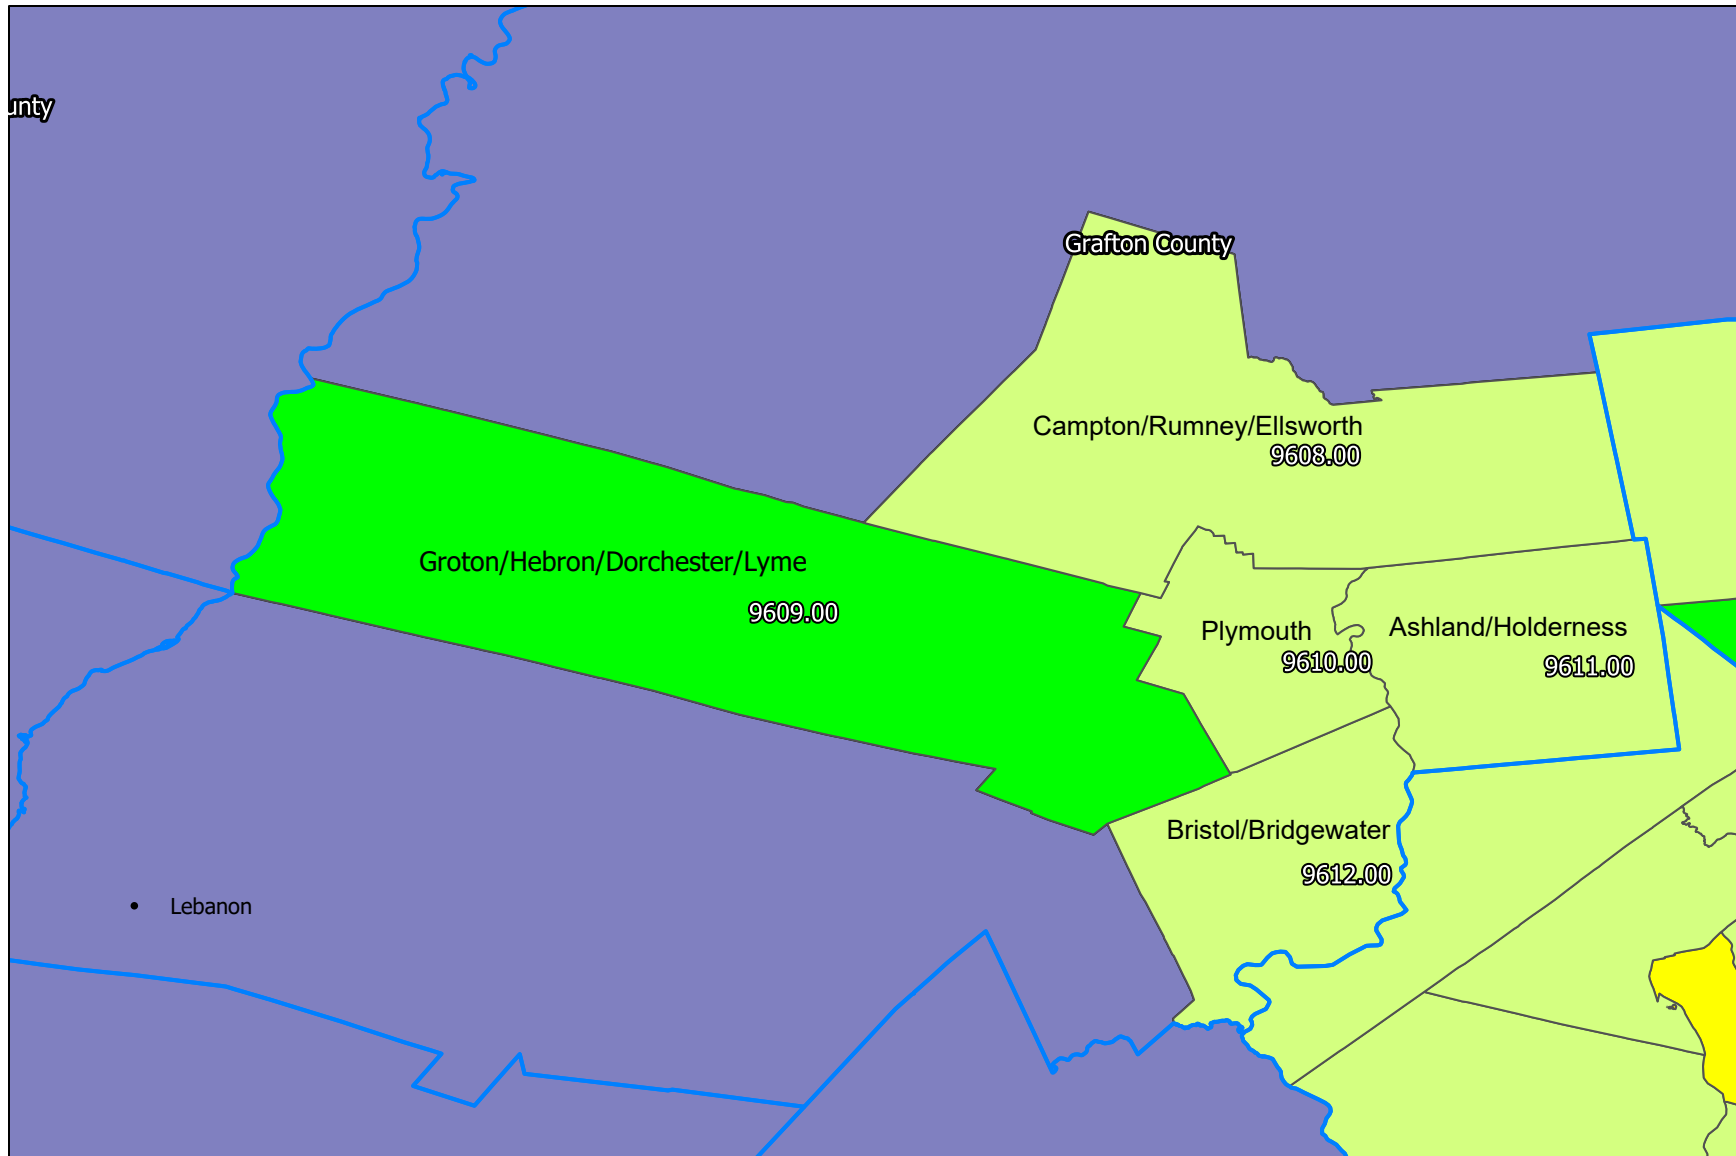 unty
Grafton County
Campton/Rumney/Ellsworth
9608.00
Groton/Hebron/Dorchester/Lyme
9609.00
Plymouth
9610.00
Ashland/Holderness
9611.00
Bristol/Bridgewater
9612.00
Lebanon